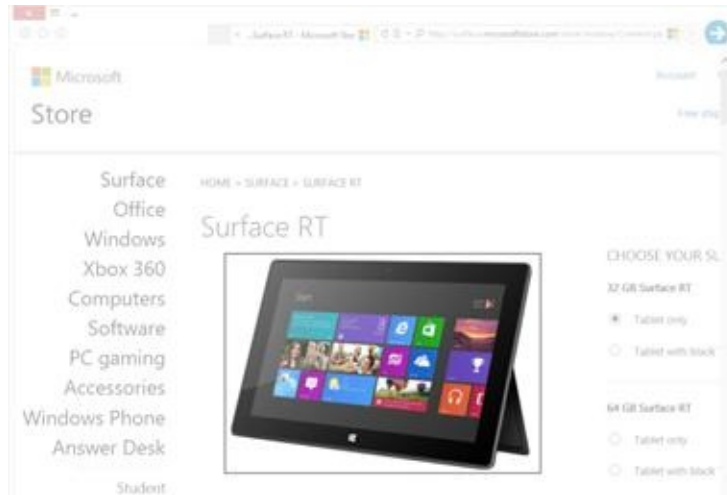 Microsoft
Account
Store
Surface
Office
Windows
Xbox 360
Computers
Software
PC gaming
Accessories
Windows Phone
Answer Desk
Student
HOME > SURFACE > SURFACE RT
Surface RT
Start
CHOOSE YOUR SU
32 GB Surface RT
Tablet only
Tablet with black
64 GB Surface RT
Tablet only
Tablet with black